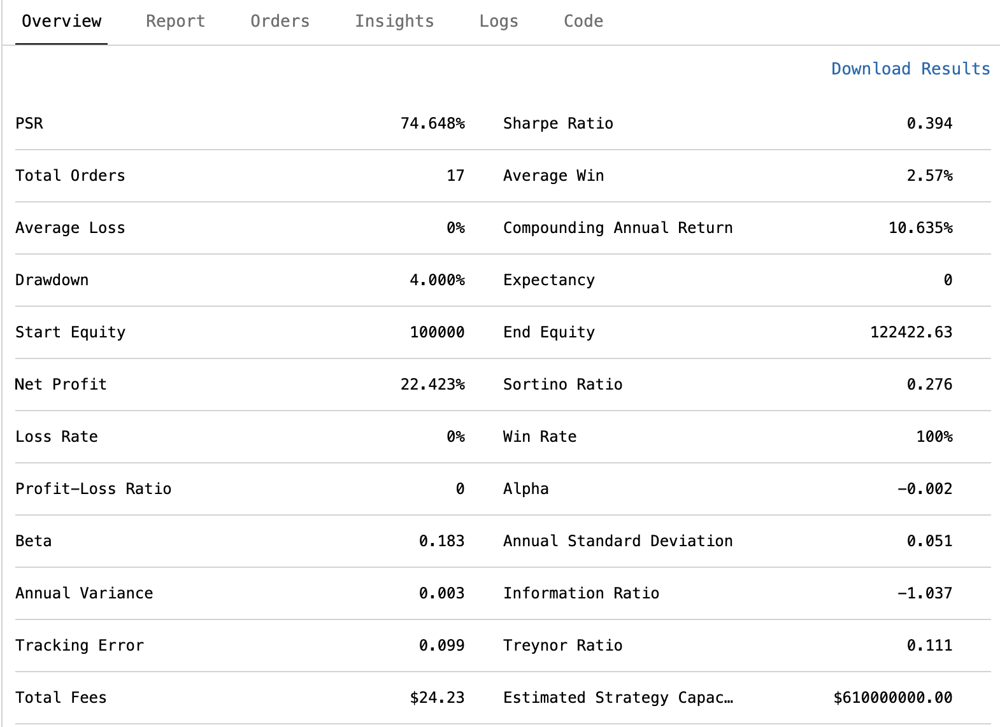 Overview Report Orders Insights Logs Code
Download Results
PSR 74.648% Sharpe Ratio 0.394
Total Orders 17 Average Win 2.57%
Average Loss 0% Compounding Annual Return 10.635%
Drawdown 4.000% Expectancy 0
Start Equity 100000 End Equity 122422.63
Net Profit 22.423% Sortino Ratio 0.276
Loss Rate 0% Win Rate 100%
Profit-Loss Ratio 0 Alpha -0.002
Beta 0.183 Annual Standard Deviation 0.051
Annual Variance 0.003 Information Ratio -1.037
Tracking Error 0.099 Treynor Ratio 0.111
Total Fees $24.23 Estimated Strategy Capac… $610000000.00